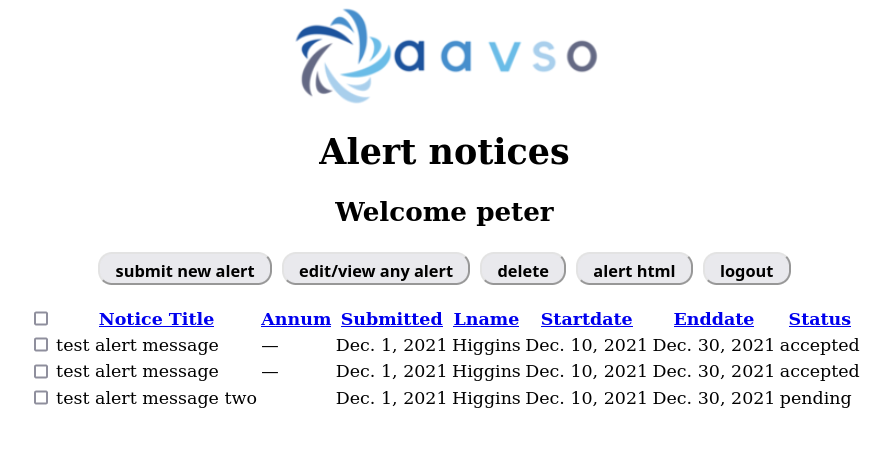 aavso
Alert notices
Welcome peter
submit new alert edit/view any alert delete alert html logout
Notice Title Annum Submitted Lname Startdate Enddate Status
test alert message — Dec. 1, 2021 Higgins Dec. 10, 2021 Dec. 30, 2021 accepted
test alert message — Dec. 1, 2021 Higgins Dec. 10, 2021 Dec. 30, 2021 accepted
test alert message two Dec. 1, 2021 Higgins Dec. 10, 2021 Dec. 30, 2021 pending